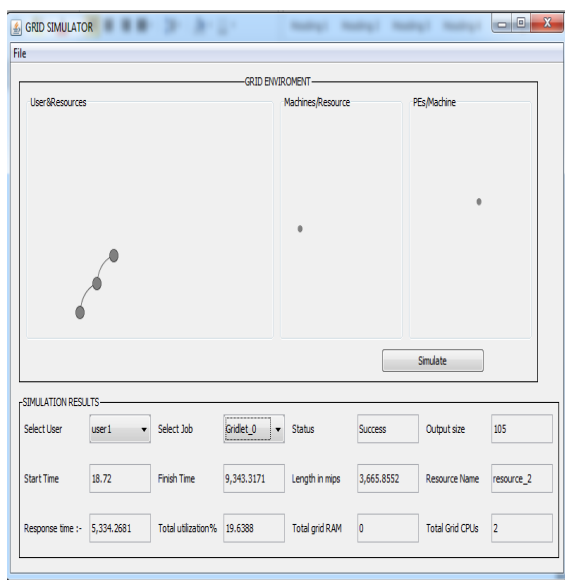 GRID SIMULATOR
File
GRID ENVIROMENT
User&Resources Machines/Resource PEs/Machine
Simulate
SIMULATION RESULTS
Select User user1 Select Job Gridlet_0 Status Success Output size 105
Start Time 18.72 Finish Time 9,343.3171 Length in mips 3,665.8552 Resource Name resource_2
Response time :- 5,334.2681 Total utilization% 19.6388 Total grid RAM 0 Total Grid CPUs 2